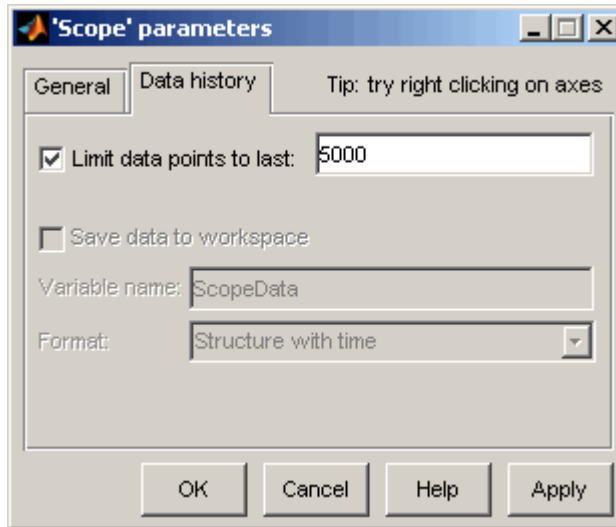 'Scope' parameters
General Data history Tip: try right clicking on axes
Limit data points to last: 5000
Save data to workspace
Variable name: ScopeData
Format: Structure with time
OK Cancel Help Apply